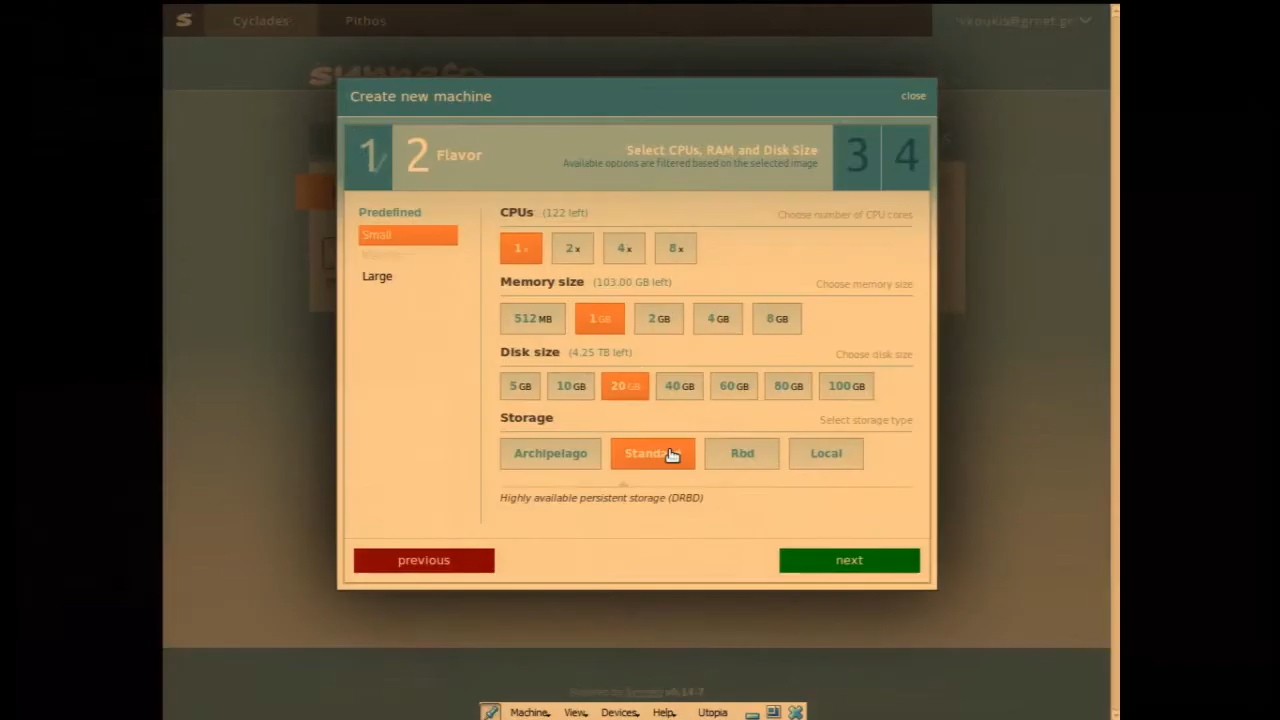 Cyclades
Pithos
vkoukis@grnet.gr
synnefo
Create new machine
close
1
2 Flavor
Select CPUs, RAM and Disk Size
Available options are filtered based on the selected image
3 4
Predefined
Small
Large
CPUs (122 left)
Choose number of CPU cores
1x 2x 4x 8x
Memory size (103.00 GB left)
Choose memory size
512 MB 1 GB 2 GB 4 GB 8 GB
Disk size (4.25 TB left)
Choose disk size
5 GB 10 GB 20 GB 40 GB 60 GB 80 GB 100 GB
Storage
Select storage type
Archipelago Standard Rbd Local
Highly available persistent storage (DRBD)
previous
next
Machine View Devices Help Utopia